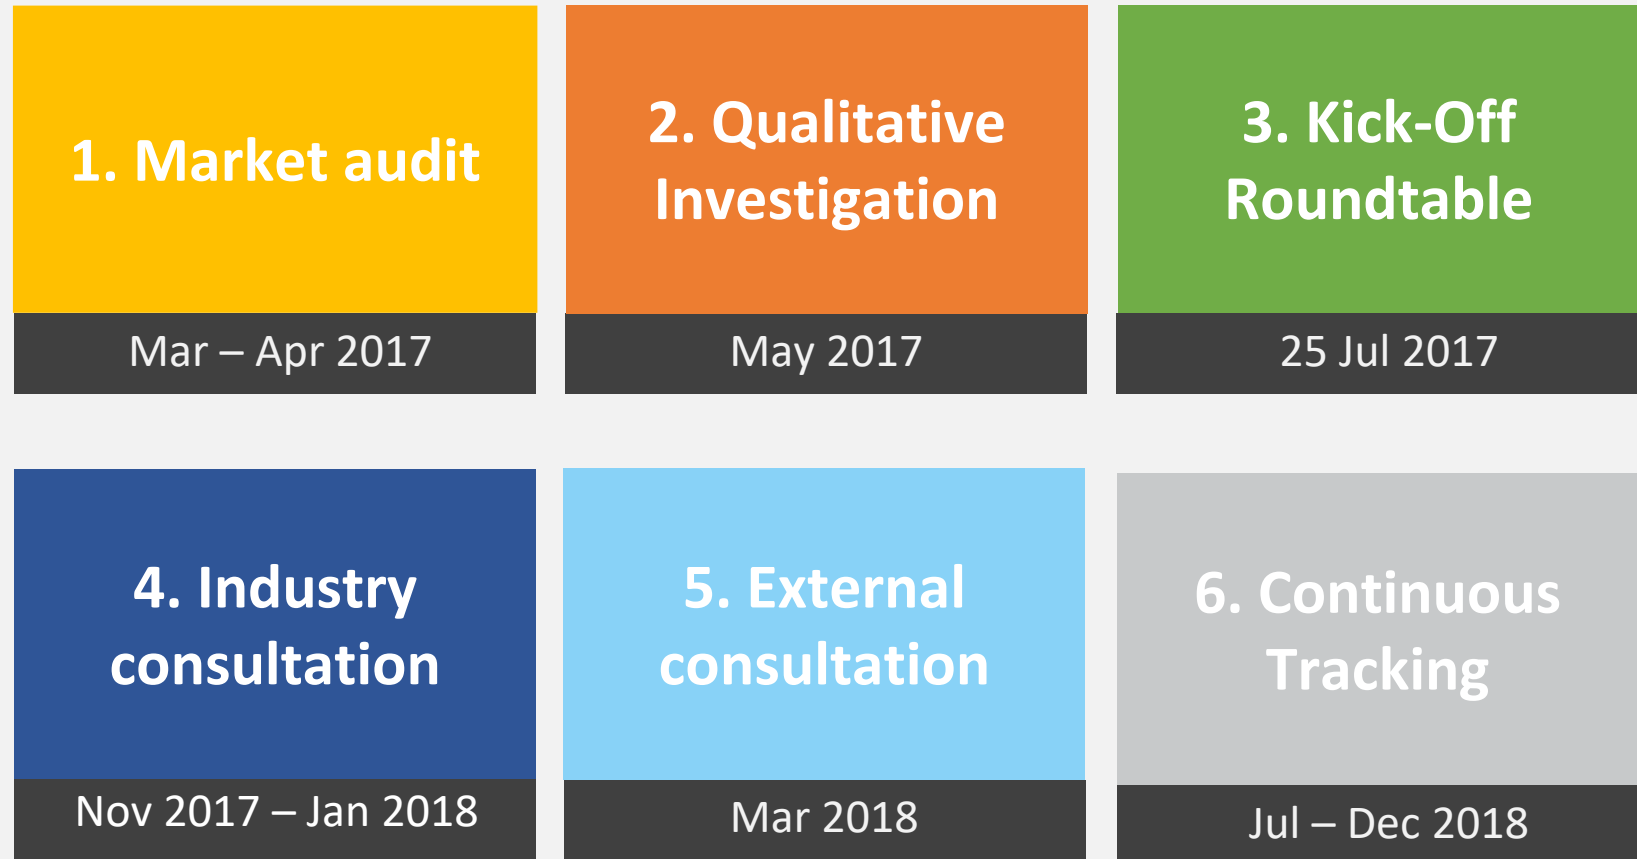 1. Market audit
Mar – Apr 2017
2. Qualitative
Investigation
May 2017
3. Kick-Off
Roundtable
25 Jul 2017
4. Industry
consultation
Nov 2017 – Jan 2018
5. External
consultation
Mar 2018
6. Continuous
Tracking
Jul – Dec 2018